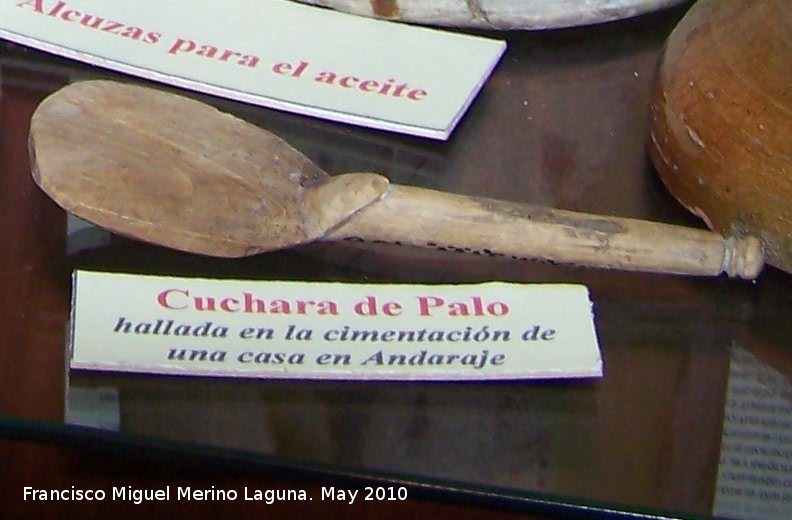 Alcuzas para el aceite
Cuchara de Palo
hallada en la cimentación de
una casa en Andaraje
Francisco Miguel Merino Laguna. May 2010